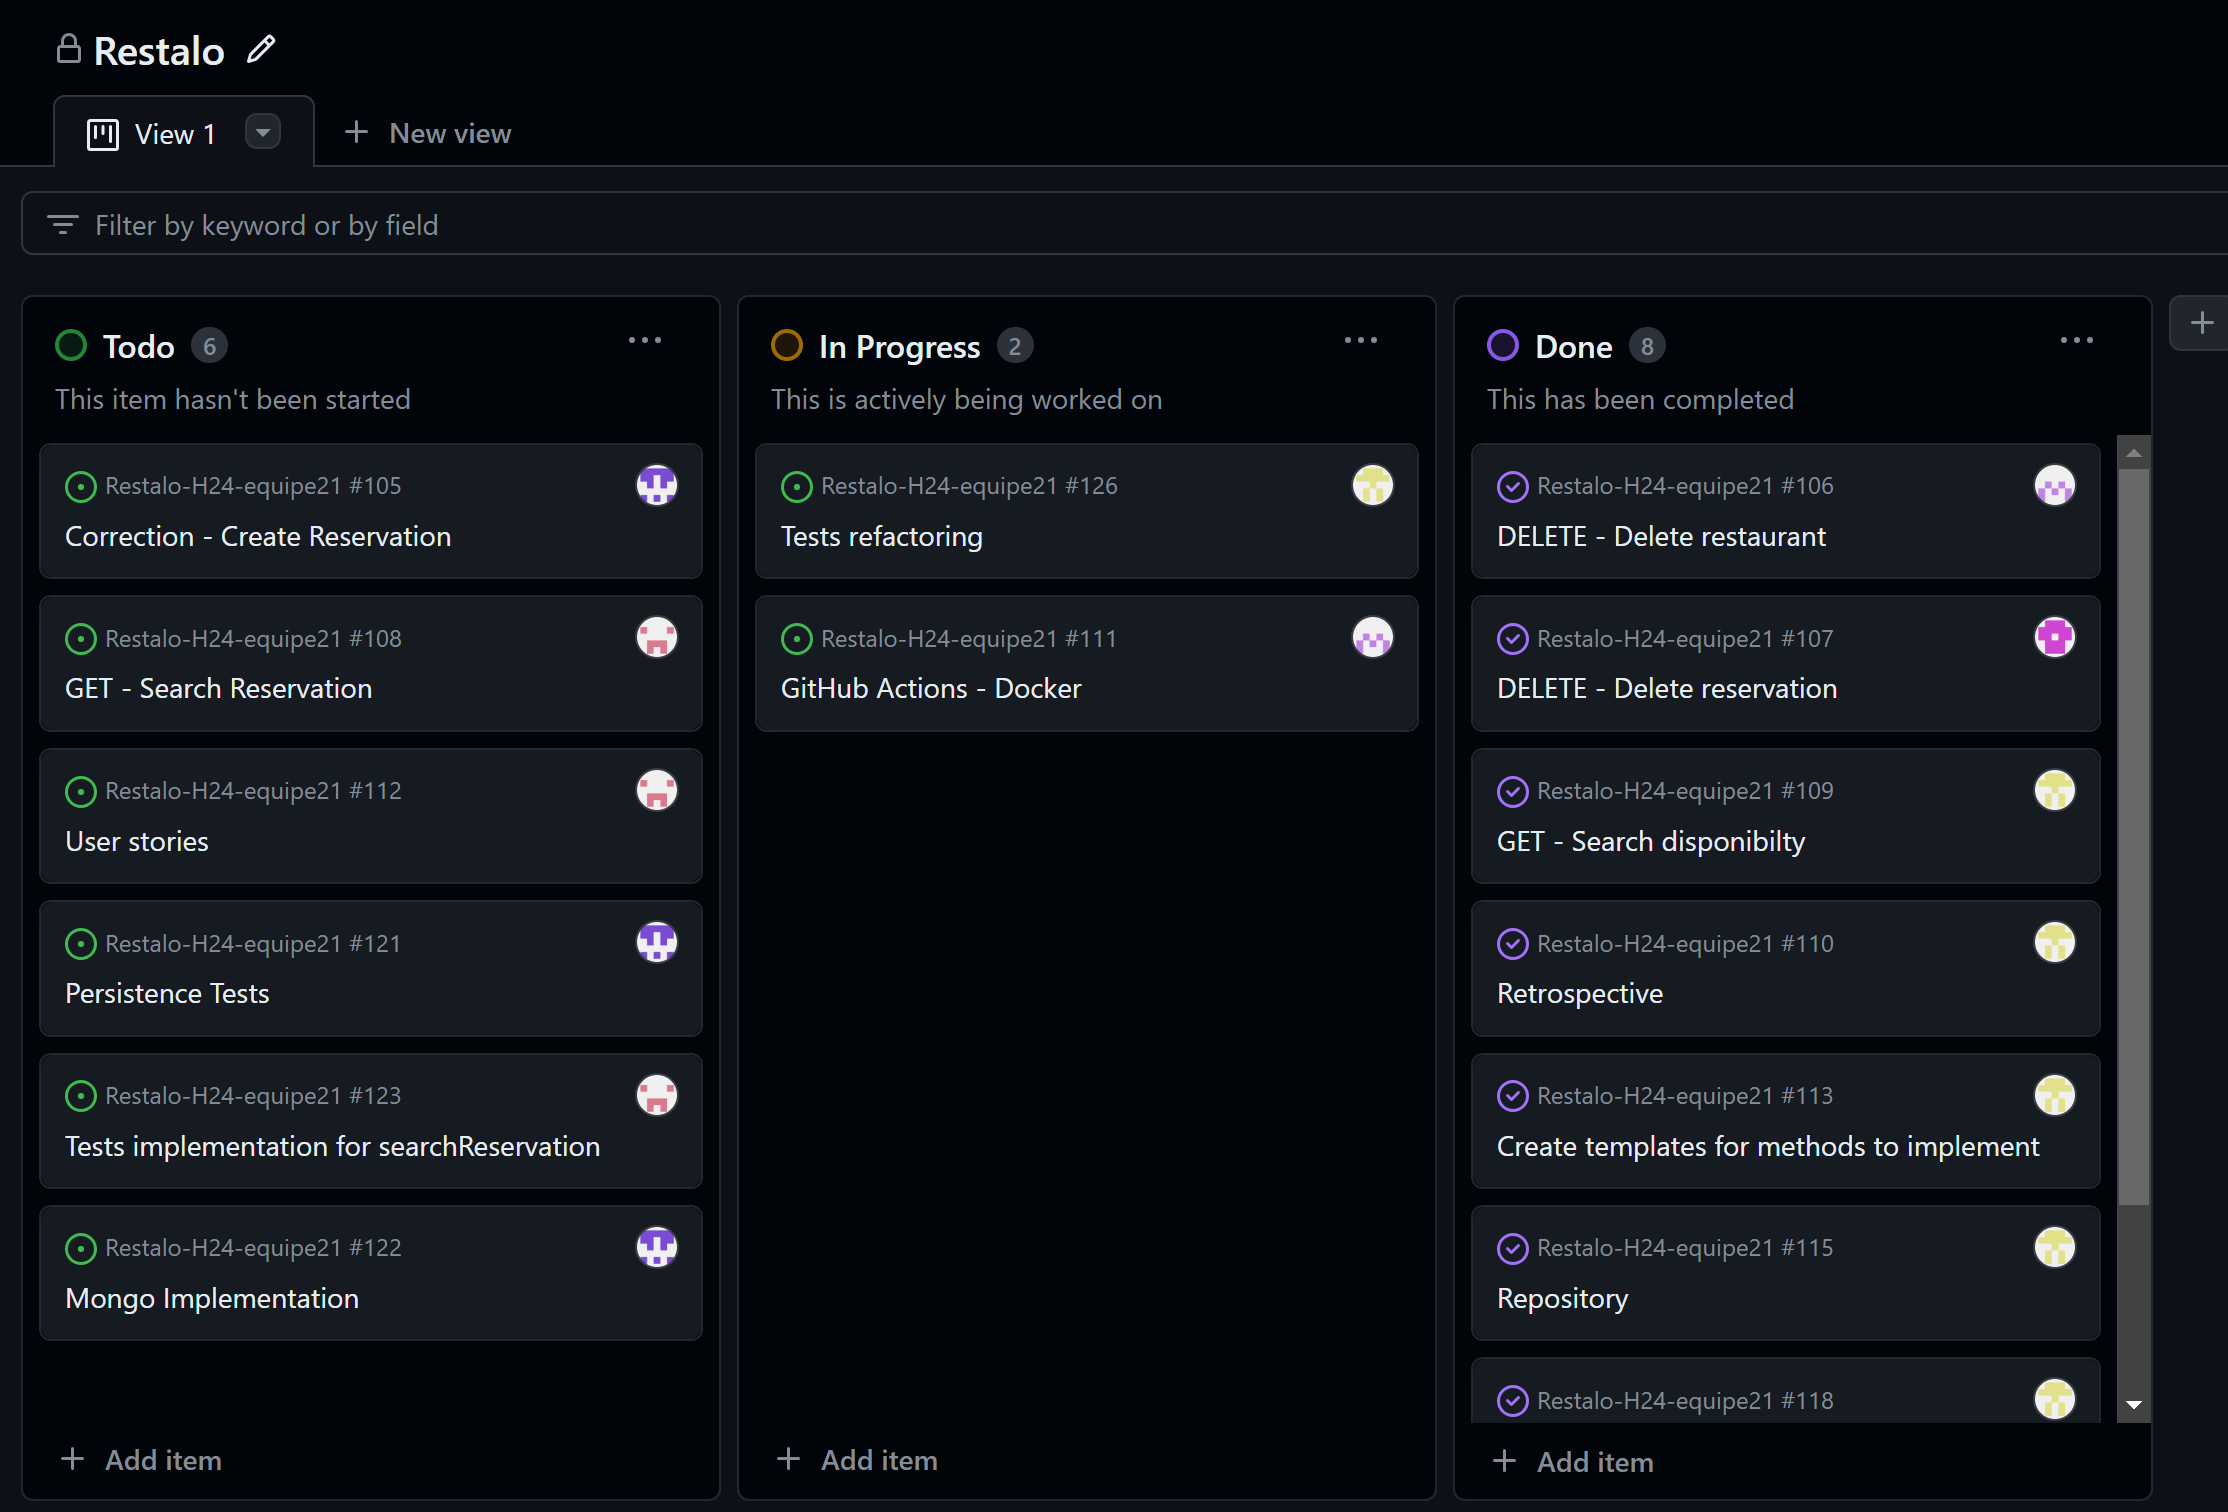 Restalo
View 1
New view
Filter by keyword or by field
Todo 6
This item hasn't been started
Restalo-H24-equipe21 #105
Correction - Create Reservation
Restalo-H24-equipe21 #108
GET - Search Reservation
Restalo-H24-equipe21 #112
User stories
Restalo-H24-equipe21 #121
Persistence Tests
Restalo-H24-equipe21 #123
Tests implementation for searchReservation
Restalo-H24-equipe21 #122
Mongo Implementation
Add item
In Progress 2
This is actively being worked on
Restalo-H24-equipe21 #126
Tests refactoring
Restalo-H24-equipe21 #111
GitHub Actions - Docker
Add item
Done 8
This has been completed
Restalo-H24-equipe21 #106
DELETE - Delete restaurant
Restalo-H24-equipe21 #107
DELETE - Delete reservation
Restalo-H24-equipe21 #109
GET - Search disponibilty
Restalo-H24-equipe21 #110
Retrospective
Restalo-H24-equipe21 #113
Create templates for methods to implement
Restalo-H24-equipe21 #115
Repository
Restalo-H24-equipe21 #118
Add item